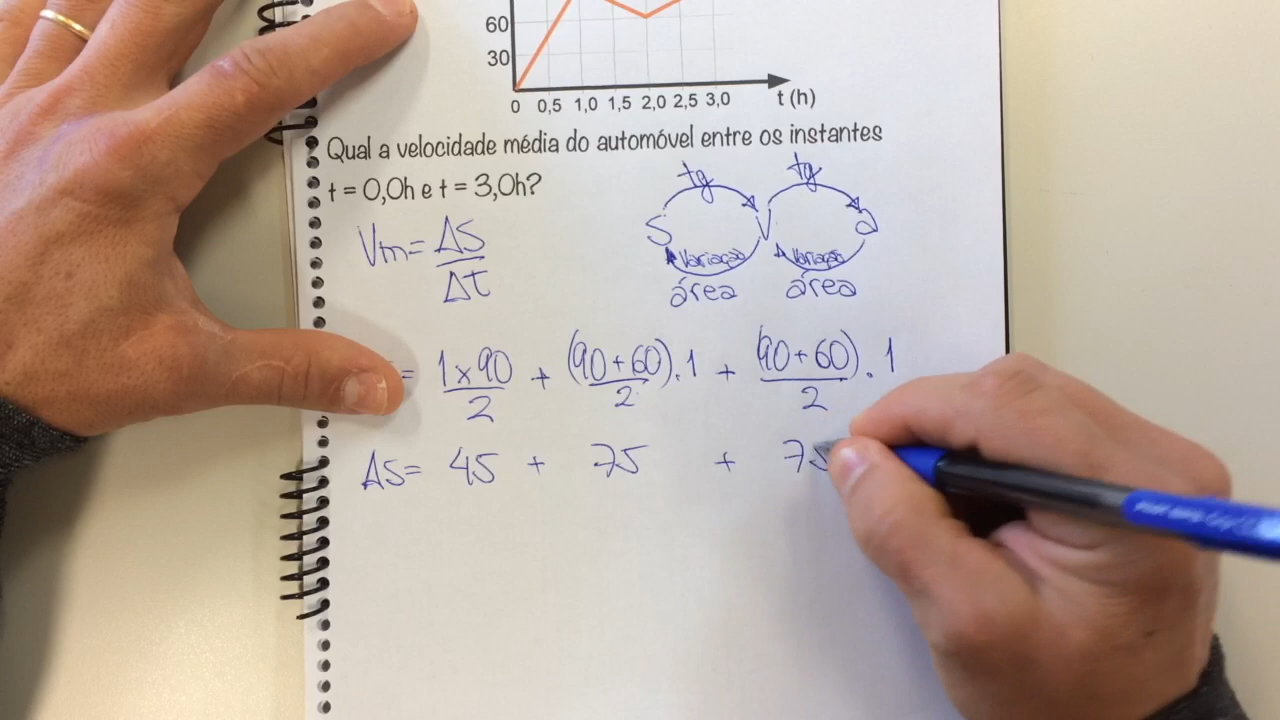 60
30
0 0,5 1,0 1,5 2,0 2,5 3,0 t (h)
Qual a velocidade média do automóvel entre os instantes
t = 0,0h e t = 3,0h?
tg tg
S V a
Variação Variação
área área
Vm = ΔS
Δt
= 1 x 90 + (90 + 60) . 1 + (90 + 60) . 1
2 2 2
ΔS = 45 + 75 + 75